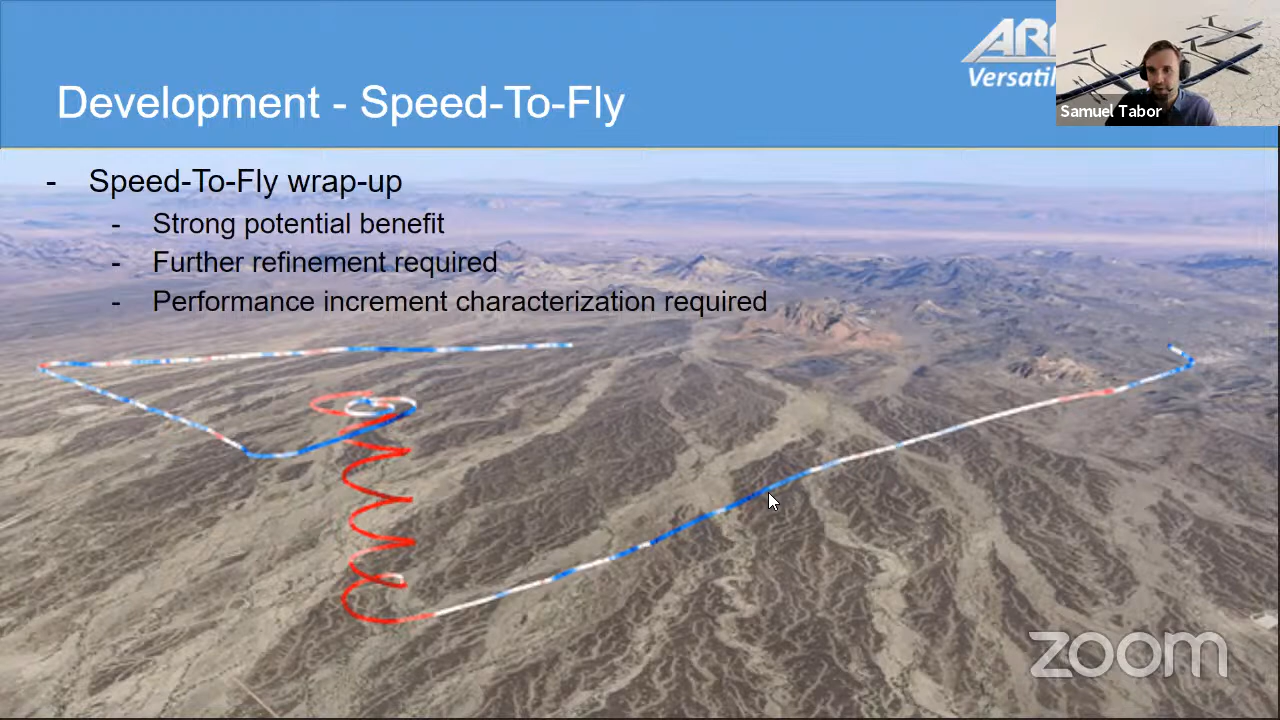 Development - Speed-To-Fly
Versatil
Samuel Tabor
- Speed-To-Fly wrap-up
- Strong potential benefit
- Further refinement required
- Performance increment characterization required
zoom